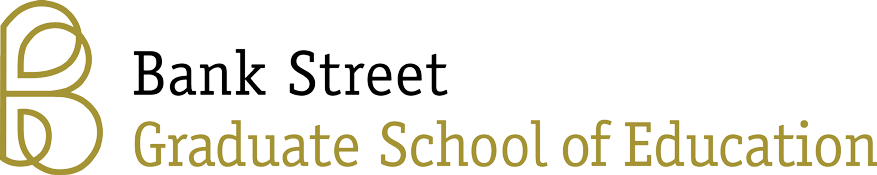 Bank Street
Graduate School of Education